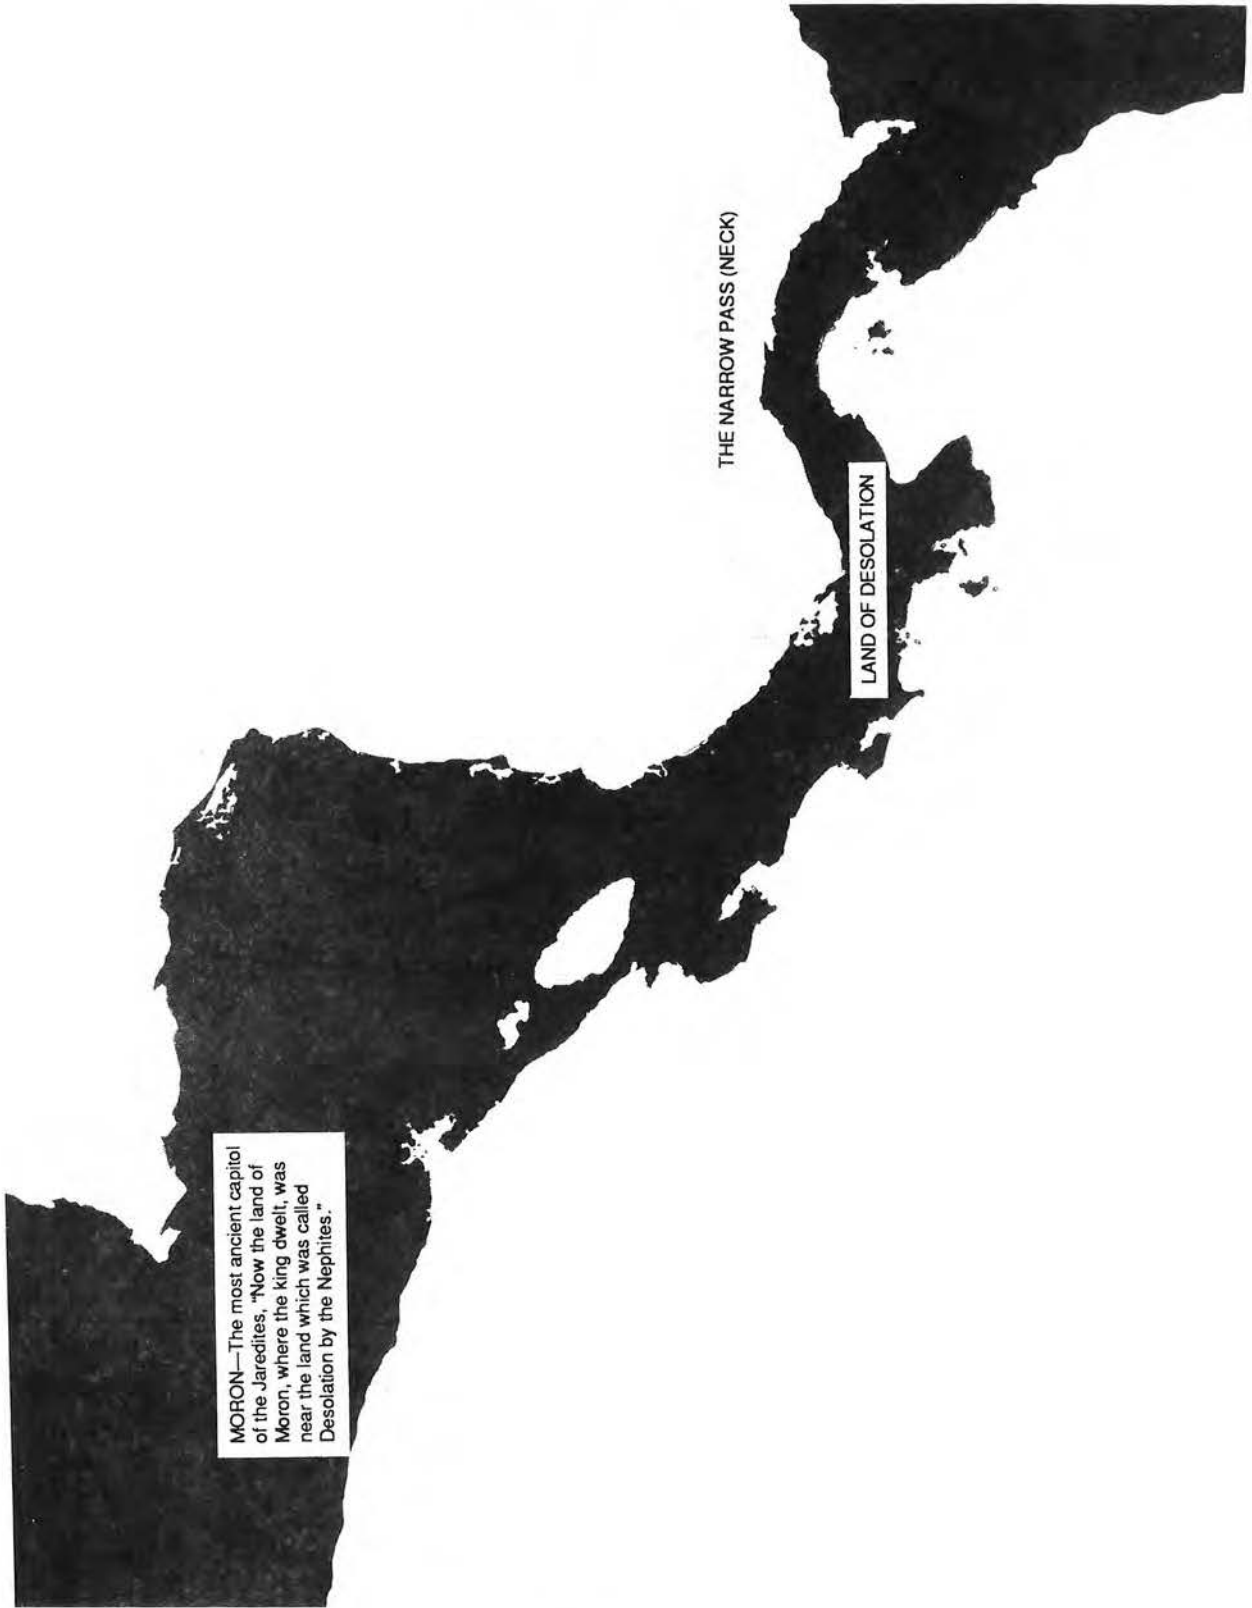 MORON—The most ancient capitol
of the Jaredites, "Now the land of
Moron, where the king dwelt, was
near the land which was called
Desolation by the Nephites."
LAND OF DESOLATION
THE NARROW PASS (NECK)